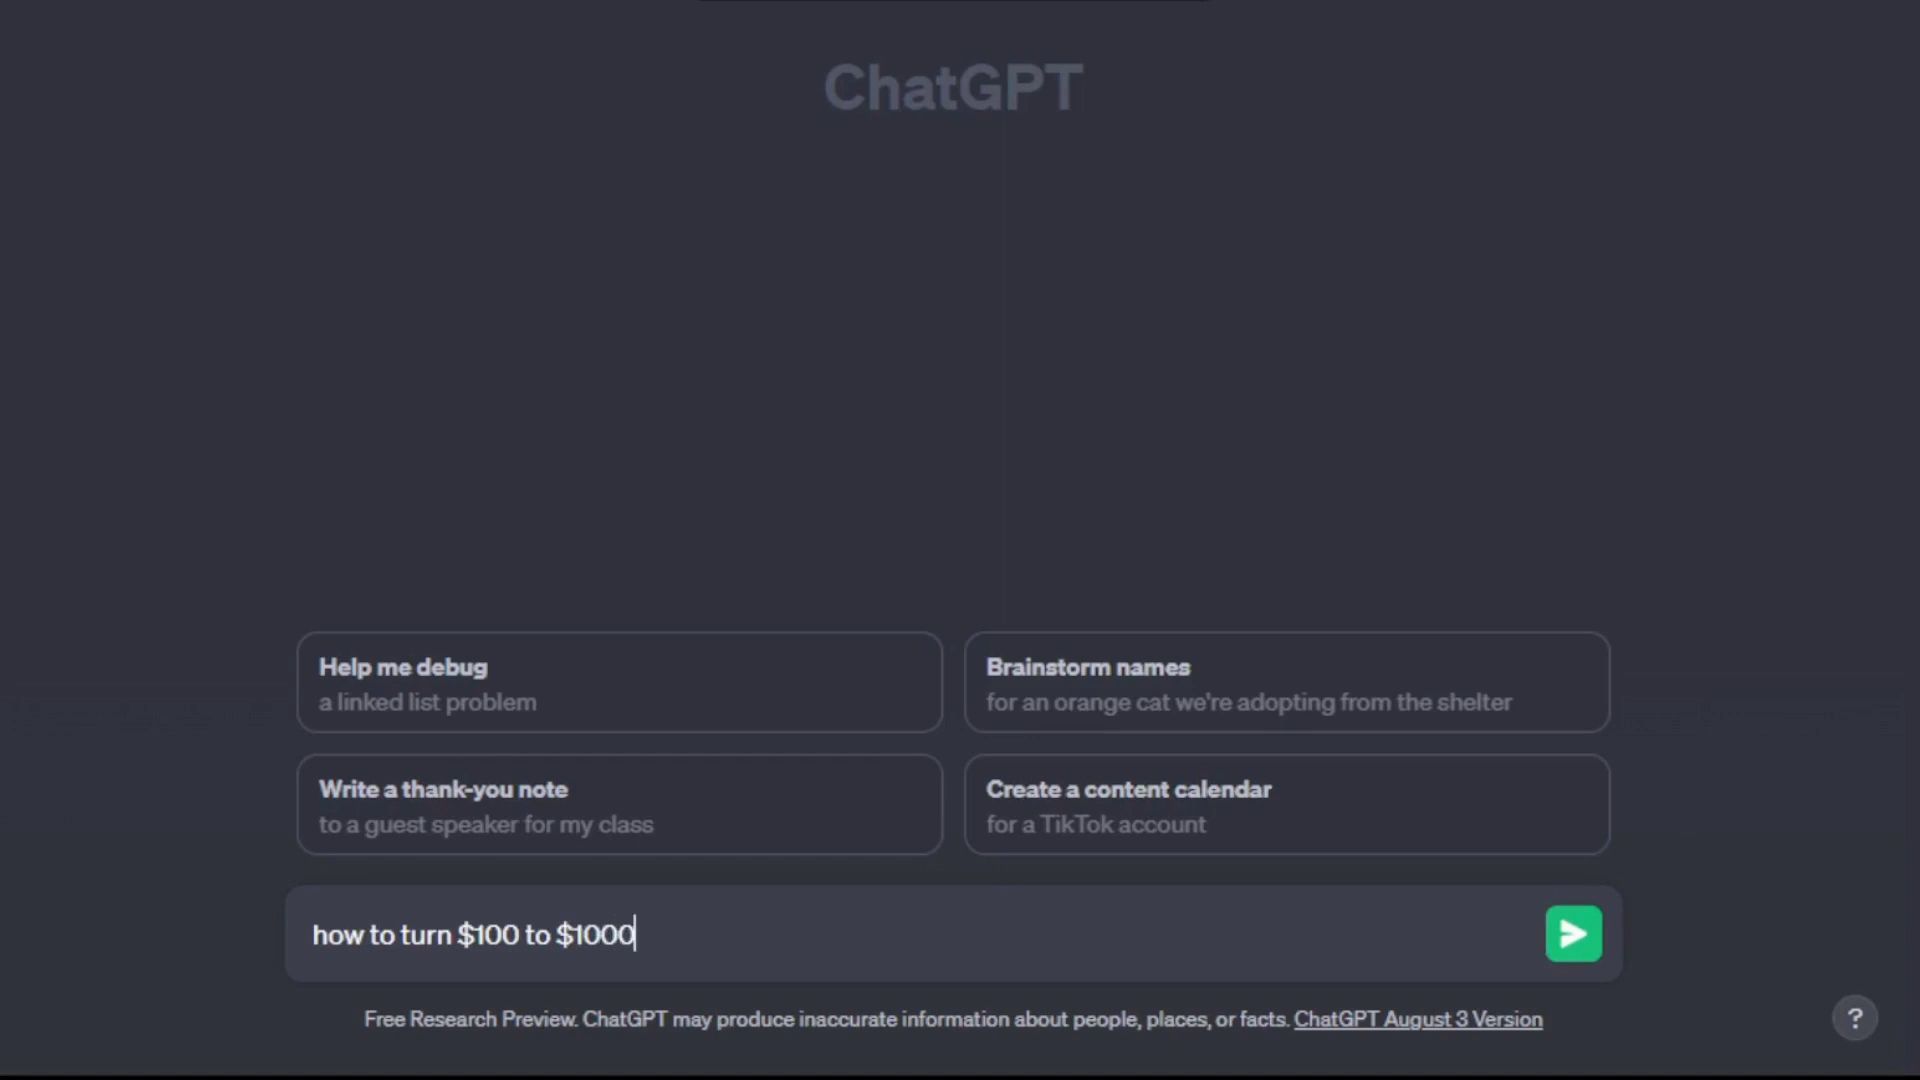 ChatGPT
Help me debug
a linked list problem
Brainstorm names
for an orange cat we're adopting from the shelter
Write a thank-you note
to a guest speaker for my class
Create a content calendar
for a TikTok account
how to turn $100 to $1000
Free Research Preview. ChatGPT may produce inaccurate information about people, places, or facts. ChatGPT August 3 Version
?